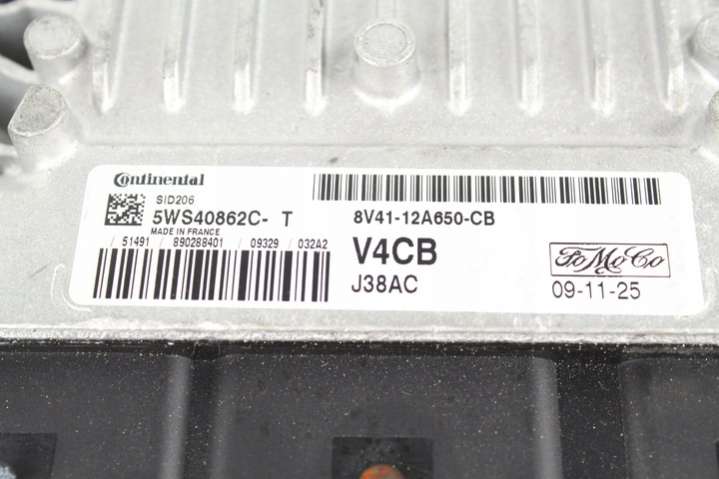 Continental
SID206
5WS40862C- T
MADE IN FRANCE
51491 / 890288401 / 09329 / 032A2
8V41-12A650-CB
V4CB
J38AC
FoMoCo
09-11-25